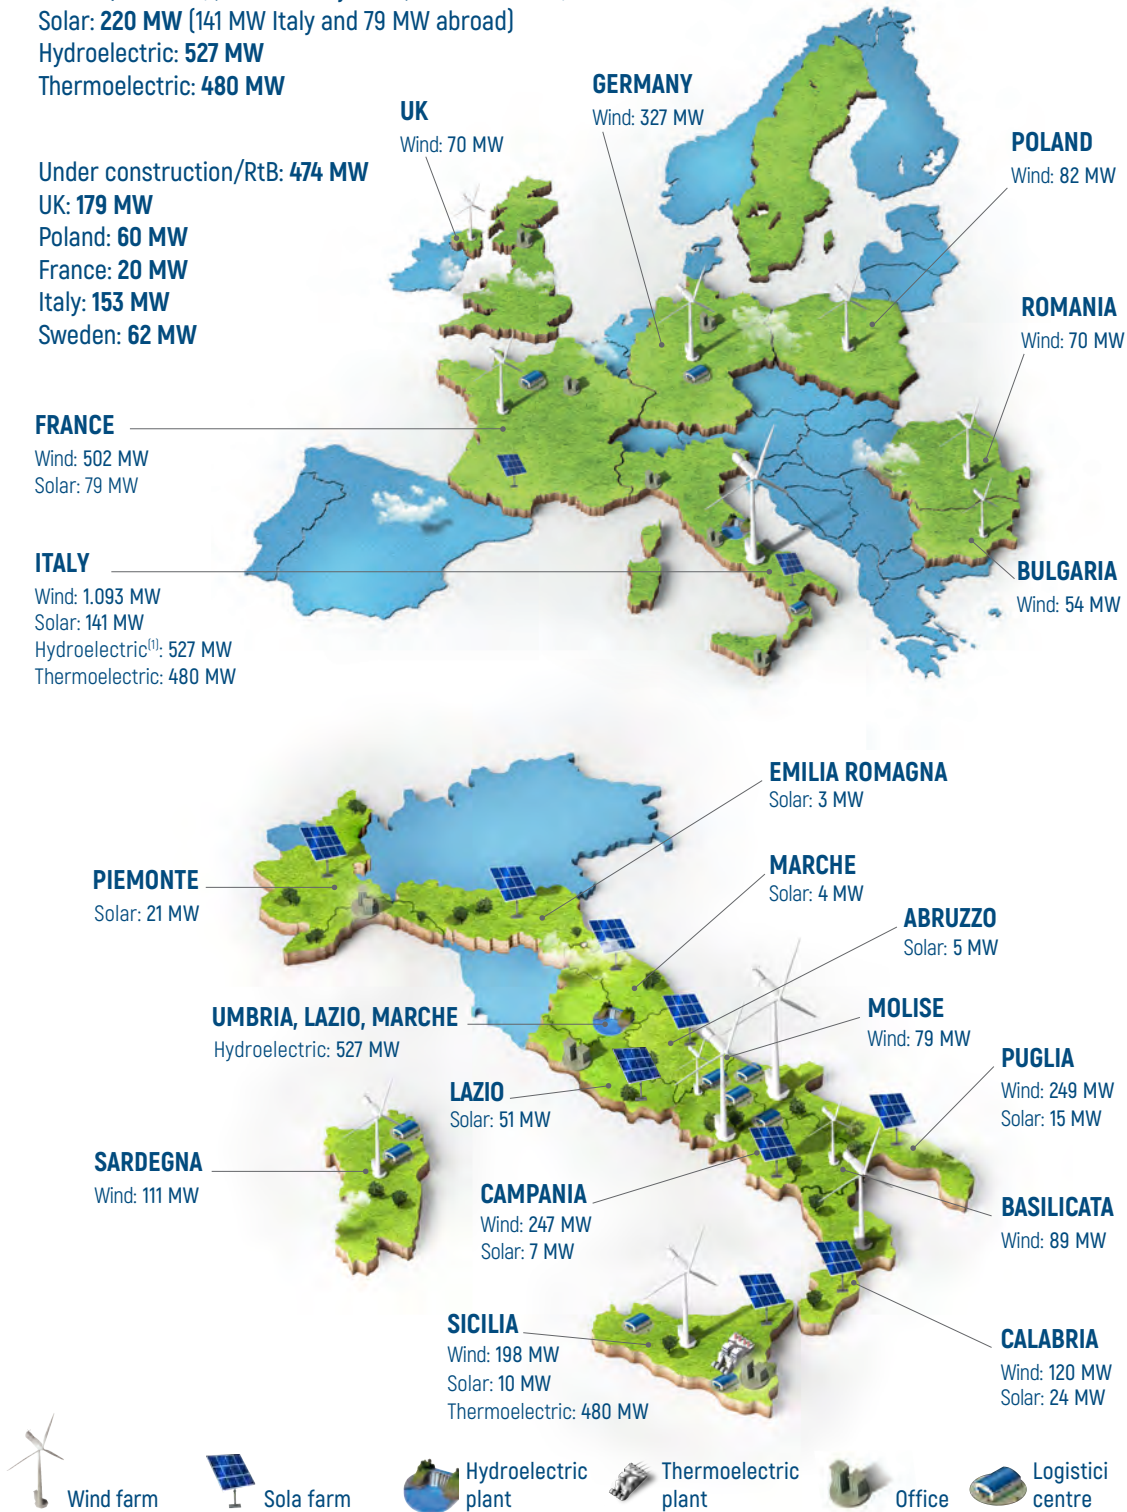 Solar: 220 MW (141 MW Italy and 79 MW abroad)
Hydroelectric: 527 MW
Thermoelectric: 480 MW
Under construction/RtB: 474 MW
UK: 179 MW
Poland: 60 MW
France: 20 MW
Italy: 153 MW
Sweden: 62 MW
UK
Wind: 70 MW
GERMANY
Wind: 327 MW
POLAND
Wind: 82 MW
ROMANIA
Wind: 70 MW
FRANCE
Wind: 502 MW
Solar: 79 MW
ITALY
Wind: 1.093 MW
Solar: 141 MW
Hydroelectric(1): 527 MW
Thermoelectric: 480 MW
BULGARIA
Wind: 54 MW
EMILIA ROMAGNA
Solar: 3 MW
PIEMONTE
Solar: 21 MW
MARCHE
Solar: 4 MW
ABRUZZO
Solar: 5 MW
UMBRIA, LAZIO, MARCHE
Hydroelectric: 527 MW
MOLISE
Wind: 79 MW
PUGLIA
Wind: 249 MW
Solar: 15 MW
LAZIO
Solar: 51 MW
SARDEGNA
Wind: 111 MW
CAMPANIA
Wind: 247 MW
Solar: 7 MW
BASILICATA
Wind: 89 MW
SICILIA
Wind: 198 MW
Solar: 10 MW
Thermoelectric: 480 MW
CALABRIA
Wind: 120 MW
Solar: 24 MW
Wind farm
Sola farm
Hydroelectric
plant
Thermoelectric
plant
Office
Logistici
centre